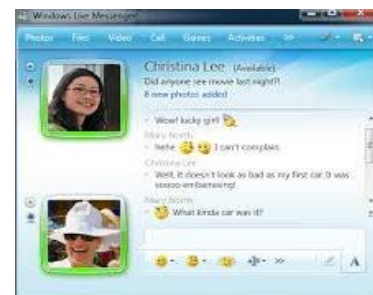 Windows Live Messenger
Photos Files Video Call Games Activities »
Christina Lee (Available)
Did anyone see movie last night?!
8 new photos added
Wow! lucky girl!
Mary North
hehe I can't complain.
Christina Lee
Well, it doesn't look as bad as my first car. It was
soooo embarrassing!
Mary North
What kinda car was it?
A